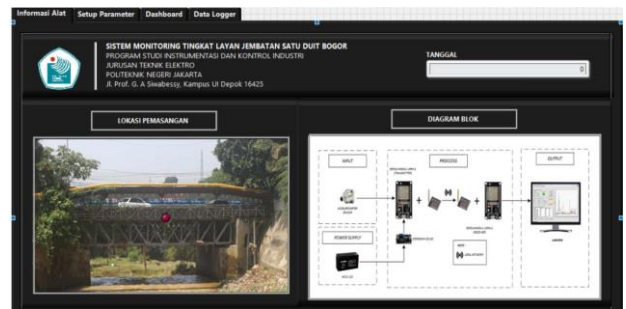 Informasi Alat
Setup Parameter
Dashboard
Data Logger
SISTEM MONITORING TINGKAT LAYAN JEMBATAN SATU DUIT BOGOR
PROGRAM STUDI INSTRUMENTASI DAN KONTROL INDUSTRI
JURUSAN TEKNIK ELEKTRO
POLITEKNIK NEGERI JAKARTA
Jl. Prof. G. A Siwabessy, Kampus UI Depok 16425
TANGGAL
LOKASI PEMASANGAN
DIAGRAM BLOK
INPUT
PROCESS
OUTPUT
POWER SUPPLY